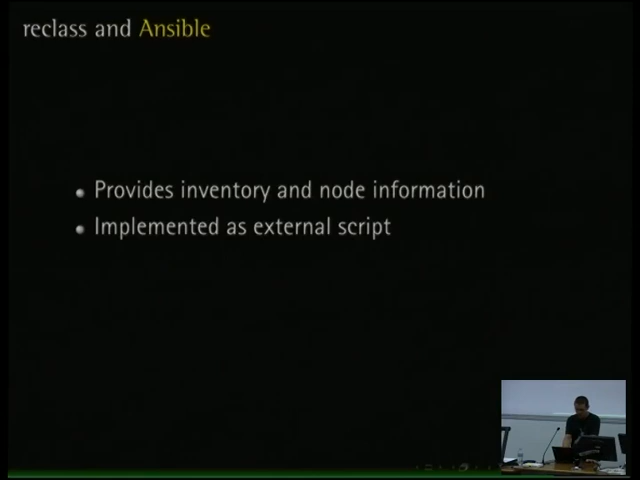 reclass and Ansible
Provides inventory and node information
Implemented as external script